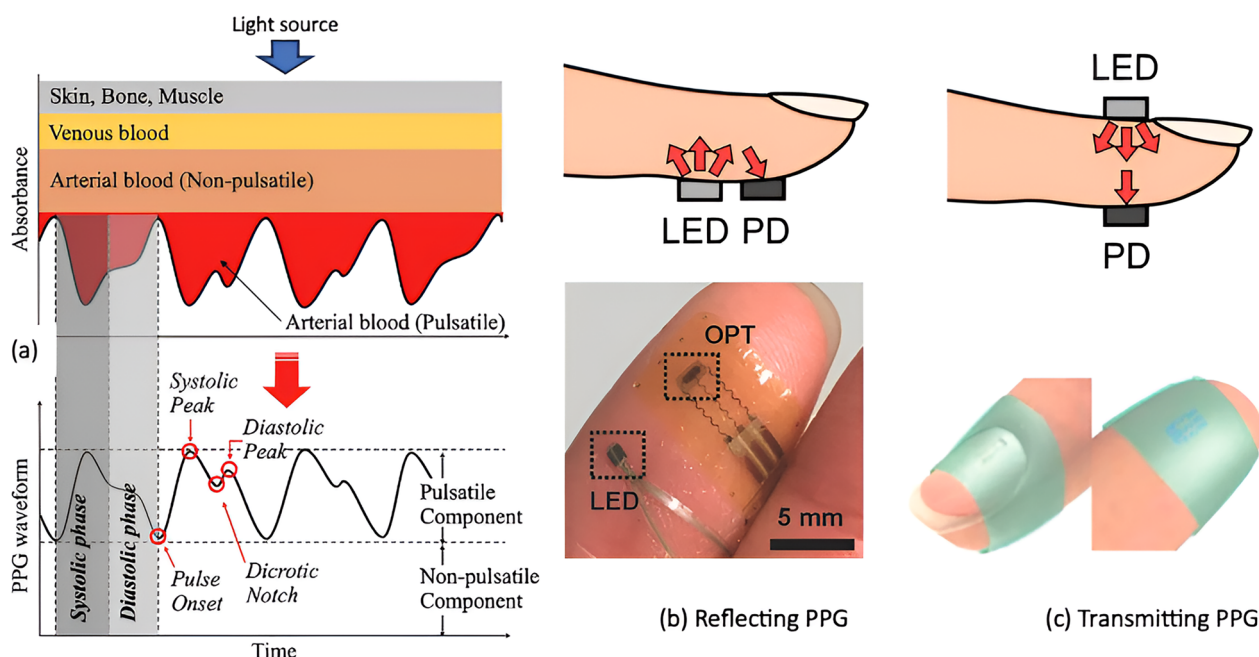 Light source
Skin, Bone, Muscle
Venous blood
Arterial blood (Non-pulsatile)
Absorbance
Arterial blood (Pulsatile)
(a)
Systolic
Peak
Diastolic
Peak
Pulsatile
Component
PPG waveform
Systolic phase
Diastolic phase
Pulse
Onset
Dicrotic
Notch
Non-pulsatile
Component
Time
LED PD
OPT
LED
5 mm
(b) Reflecting PPG
LED
PD
(c) Transmitting PPG